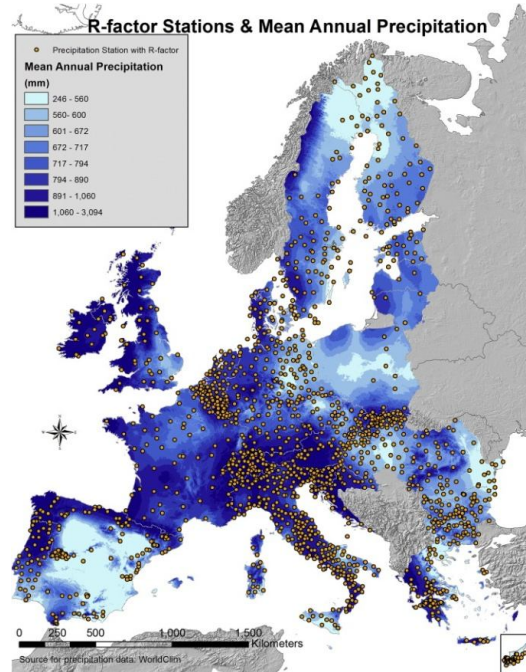 R-factor Stations & Mean Annual Precipitation
Precipitation Station with R-factor
Mean Annual Precipitation
(mm)
246 - 560
560- 600
601 - 672
672 - 717
717 - 794
794 - 890
891 - 1,060
1,060 - 3,094
0 250 500 1,000 1,500
Kilometers
Source for precipitation data: WorldClim